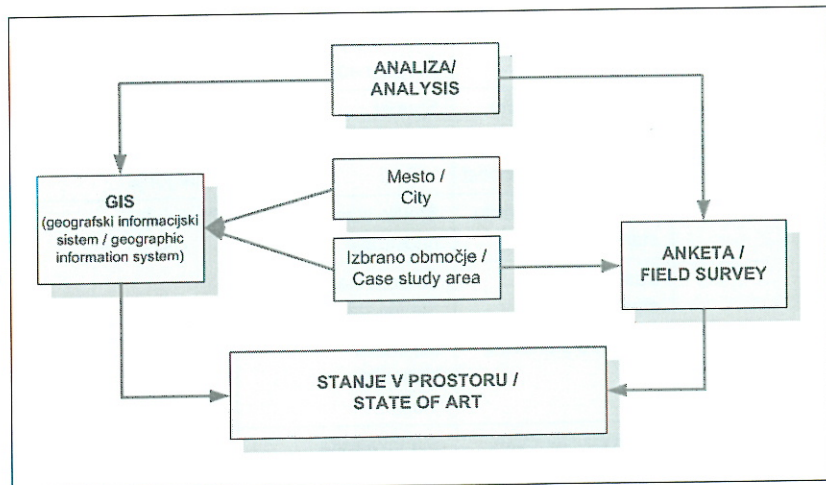 ANALIZA/
ANALYSIS
GIS
(geografski informacijski
sistem / geographic
information system)
Mesto /
City
Izbrano območje /
Case study area
ANKETA /
FIELD SURVEY
STANJE V PROSTORU /
STATE OF ART